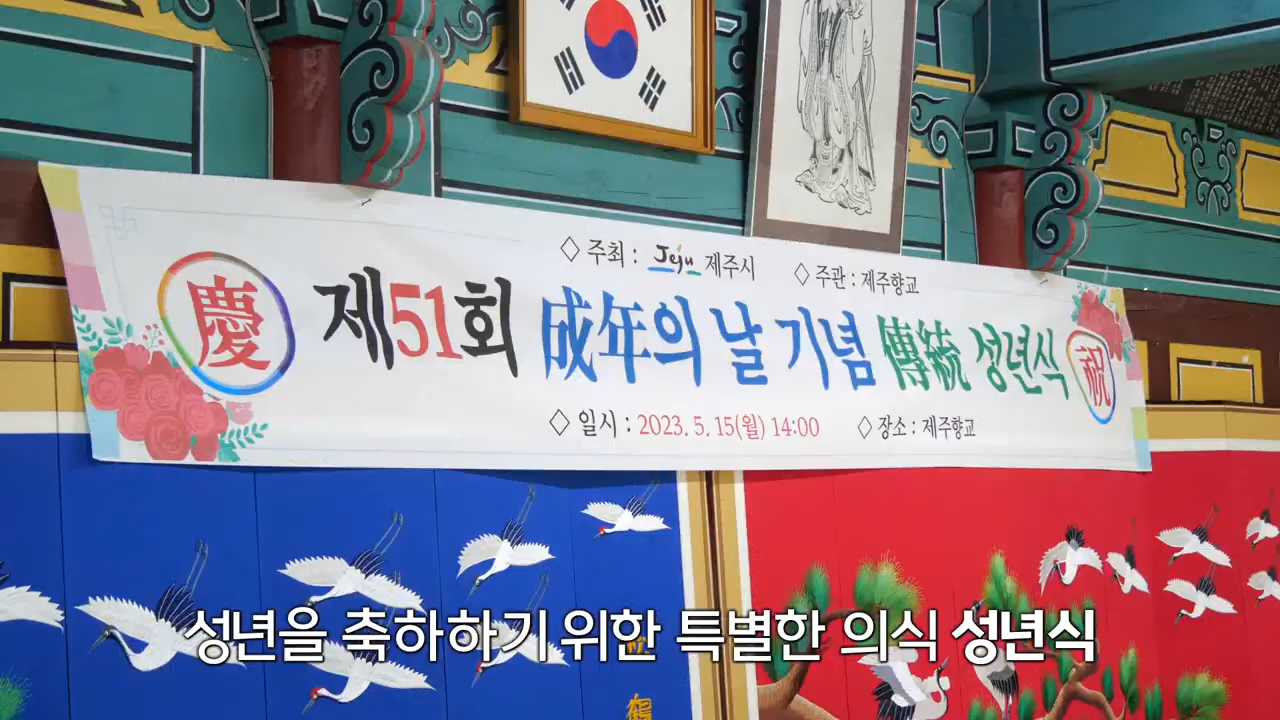 ◇ 주최 : Jeju 제주시 ◇ 주관 : 제주향교
慶 제51회 成年의 날 기념 傳統 성년식 祝
◇ 일시 : 2023. 5. 15(월) 14:00 ◇ 장소 : 제주향교
성년을 축하하기 위한 특별한 의식 성년식